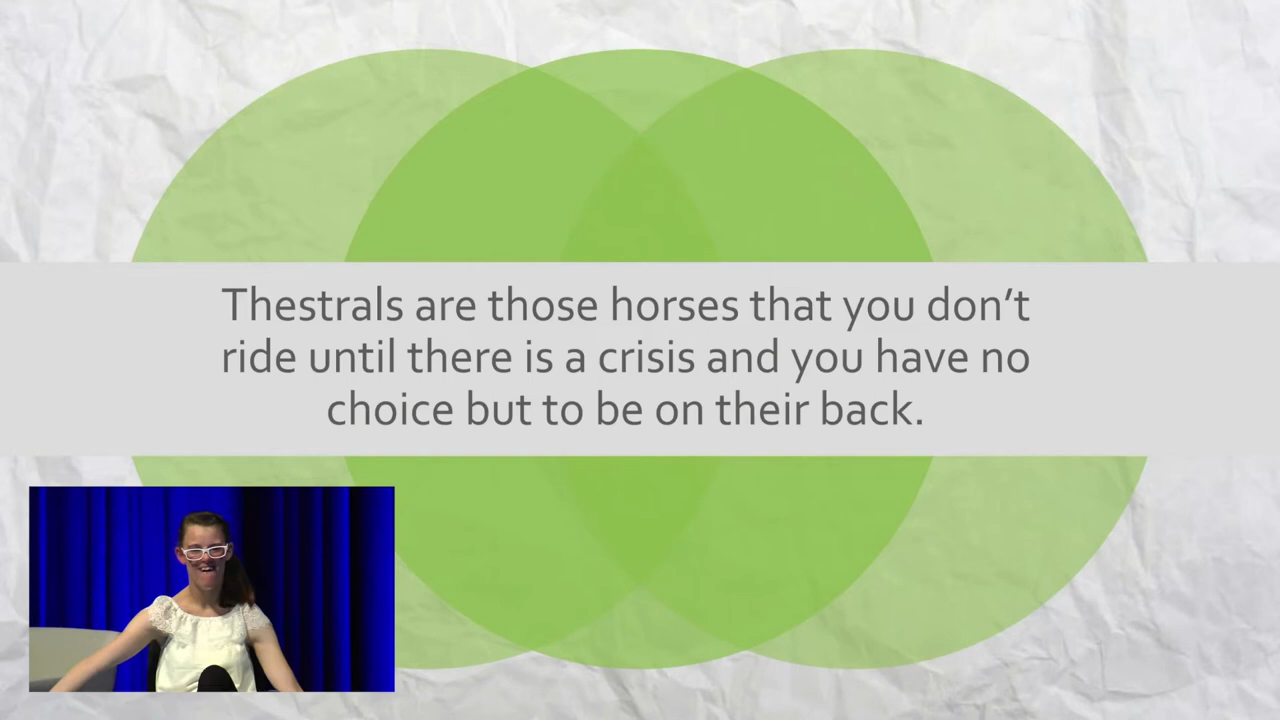 Thestrals are those horses that you don’t
ride until there is a crisis and you have no
choice but to be on their back.